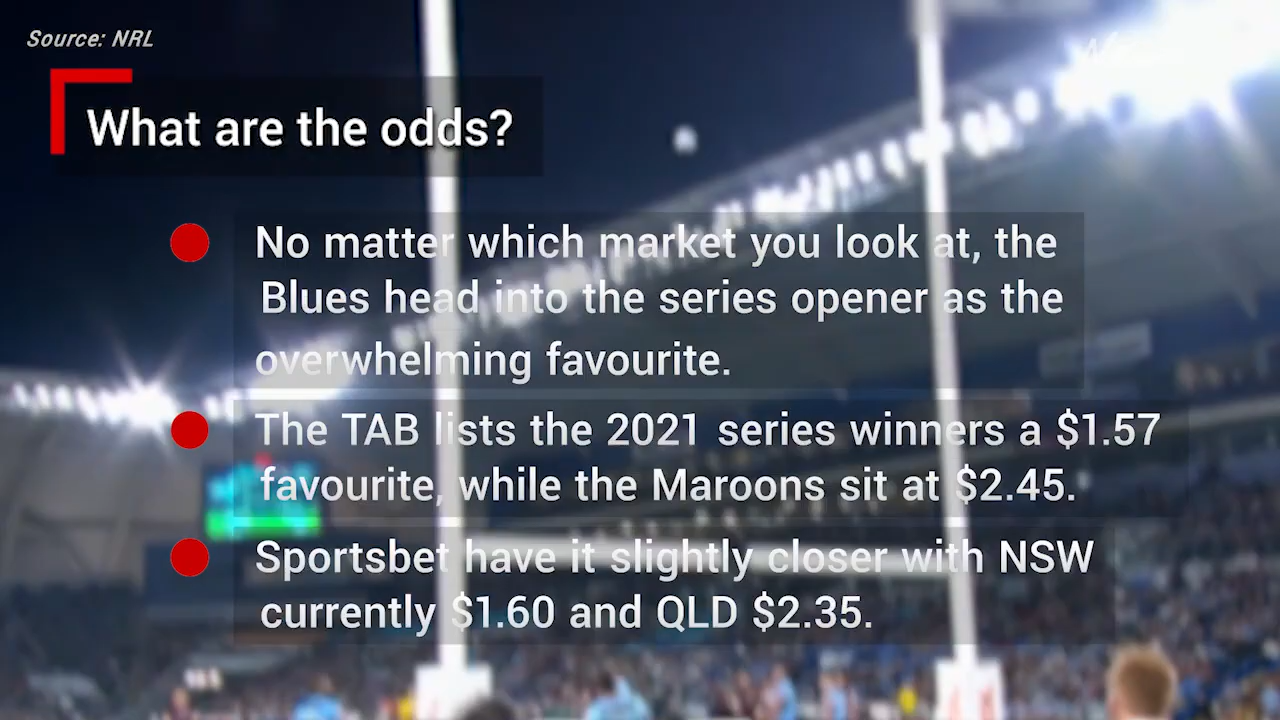 Source: NRL
What are the odds?
No matter which market you look at, the
Blues head into the series opener as the
overwhelming favourite.
The TAB lists the 2021 series winners a $1.57
favourite, while the Maroons sit at $2.45.
Sportsbet have it slightly closer with NSW
currently $1.60 and QLD $2.35.